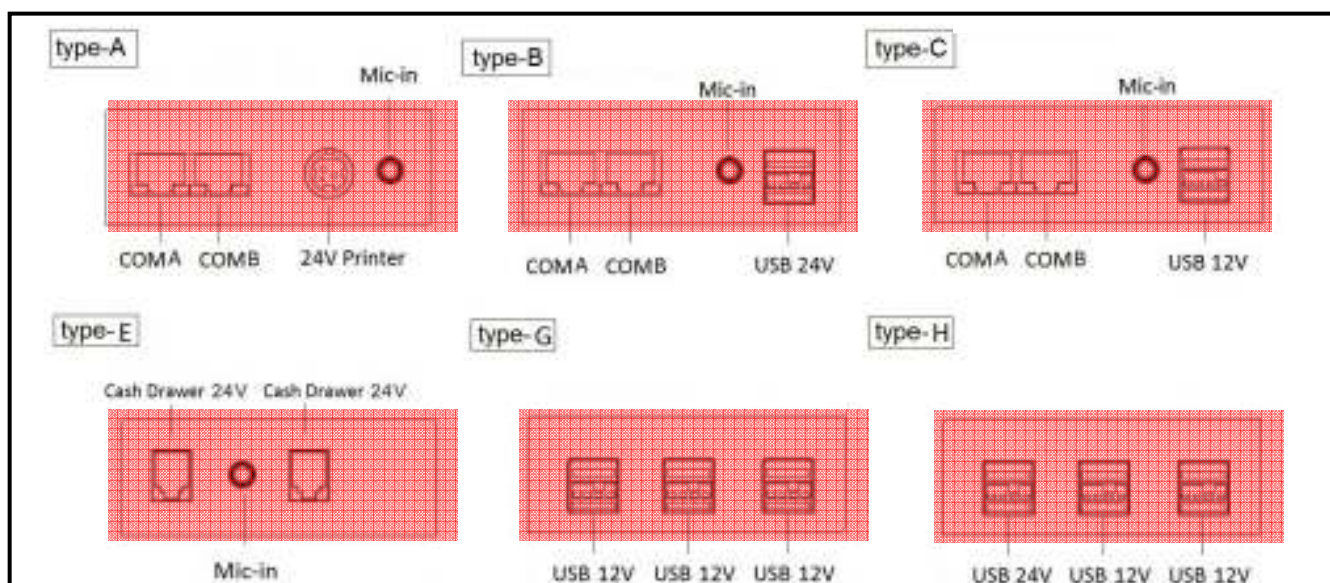 type-A
Mic-in
COMA COMB 24V Printer
type-B
Mic-in
COMA COMB USB 24V
type-C
Mic-in
COMA COMB USB 12V
type-E
Cash Drawer 24V Cash Drawer 24V
Mic-in
type-G
USB 12V USB 12V USB 12V
type-H
USB 24V USB 12V USB 12V